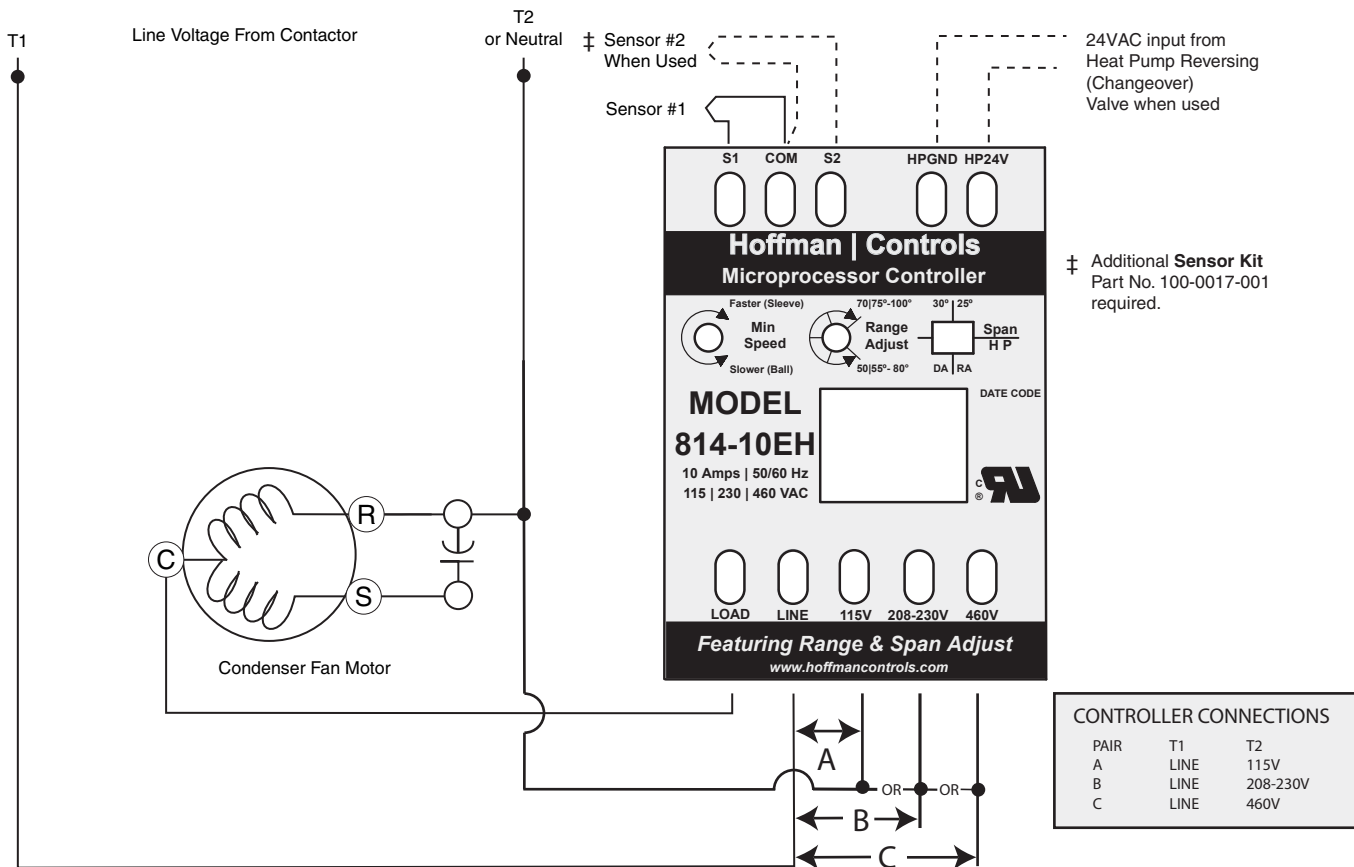 T1
Line Voltage From Contactor
T2
or Neutral
‡ Sensor #2
When Used
Sensor #1
24VAC input from
Heat Pump Reversing
(Changeover)
Valve when used
S1 COM S2 HPGND HP24V
Hoffman | Controls
Microprocessor Controller
‡ Additional Sensor Kit
Part No. 100-0017-001
required.
Faster (Sleeve)
Min
Speed
Slower (Ball)
70|75º-100°
Range
Adjust
50|55º- 80°
30º 25º
Span
H P
DA RA
MODEL
814-10EH
10 Amps | 50/60 Hz
115 | 230 | 460 VAC
DATE CODE
C
®
RU
R
C
S
Condenser Fan Motor
LOAD LINE 115V 208-230V 460V
Featuring Range & Span Adjust
www.hoffmancontrols.com
A
OR OR
B
C
CONTROLLER CONNECTIONS
PAIR T1 T2
A LINE 115V
B LINE 208-230V
C LINE 460V